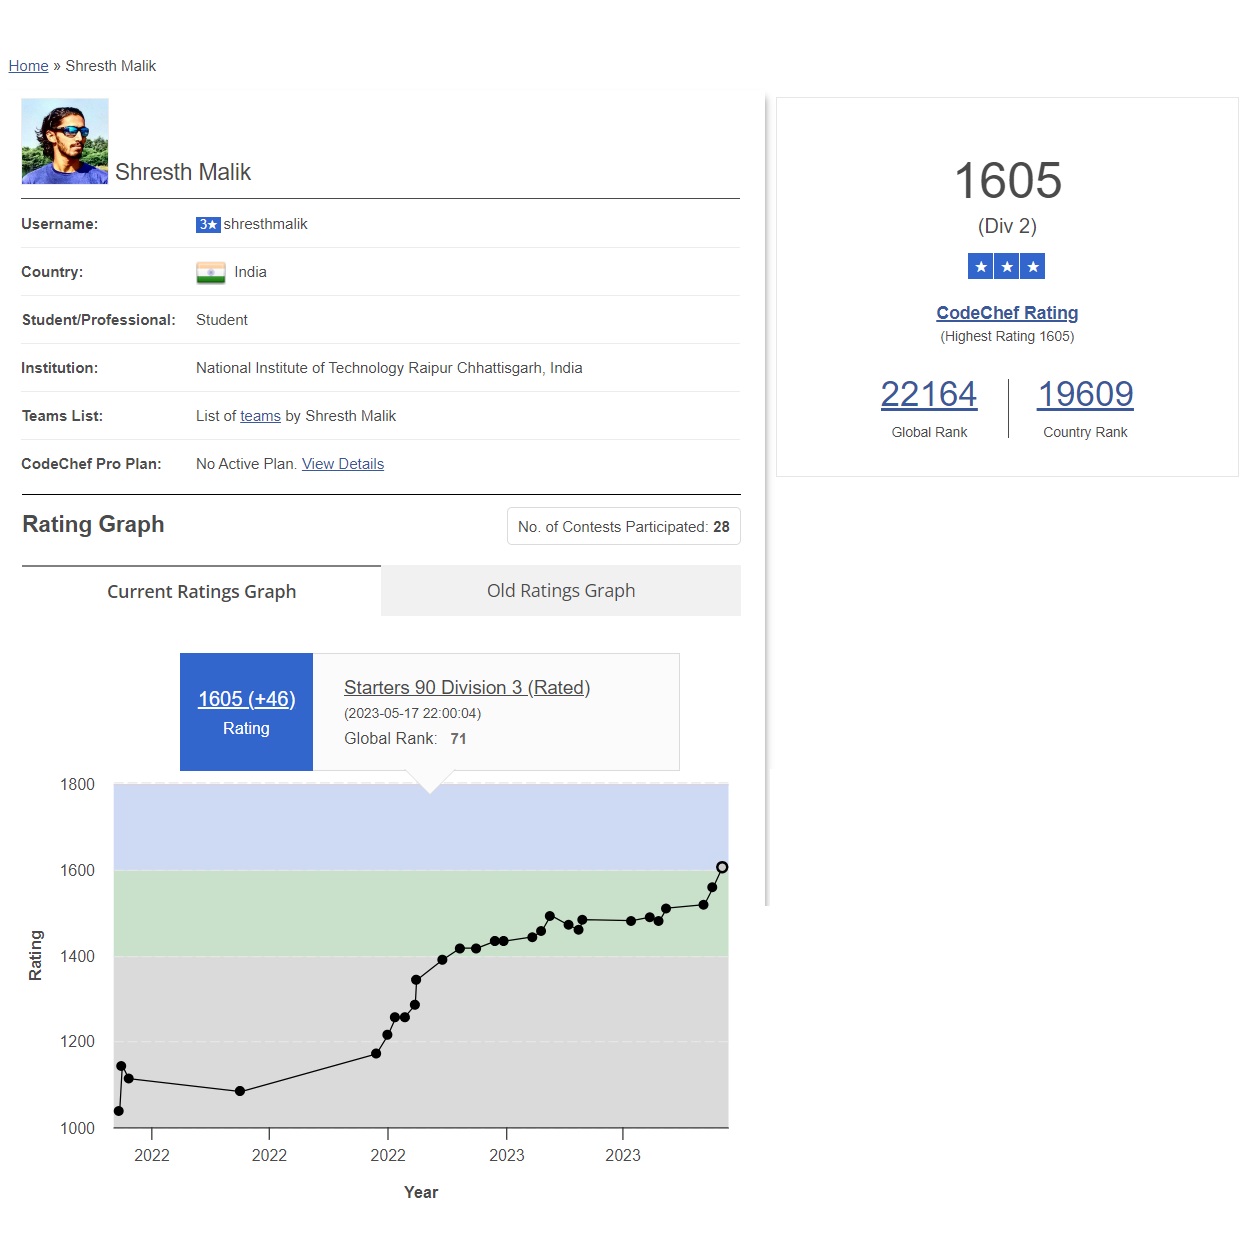 Home » Shresth Malik
Shresth Malik
Username: 3★ shresthmalik
Country: India
Student/Professional: Student
Institution: National Institute of Technology Raipur Chhattisgarh, India
Teams List: List of teams by Shresth Malik
CodeChef Pro Plan: No Active Plan. View Details
1605
(Div 2)
★ ★ ★
CodeChef Rating
(Highest Rating 1605)
22164 19609
Global Rank Country Rank
Rating Graph No. of Contests Participated: 28
Current Ratings Graph Old Ratings Graph
1605 (+46)
Rating
Starters 90 Division 3 (Rated)
(2023-05-17 22:00:04)
Global Rank: 71
1800
1600
1400
1200
1000
Rating
2022 2022 2022 2023 2023
Year